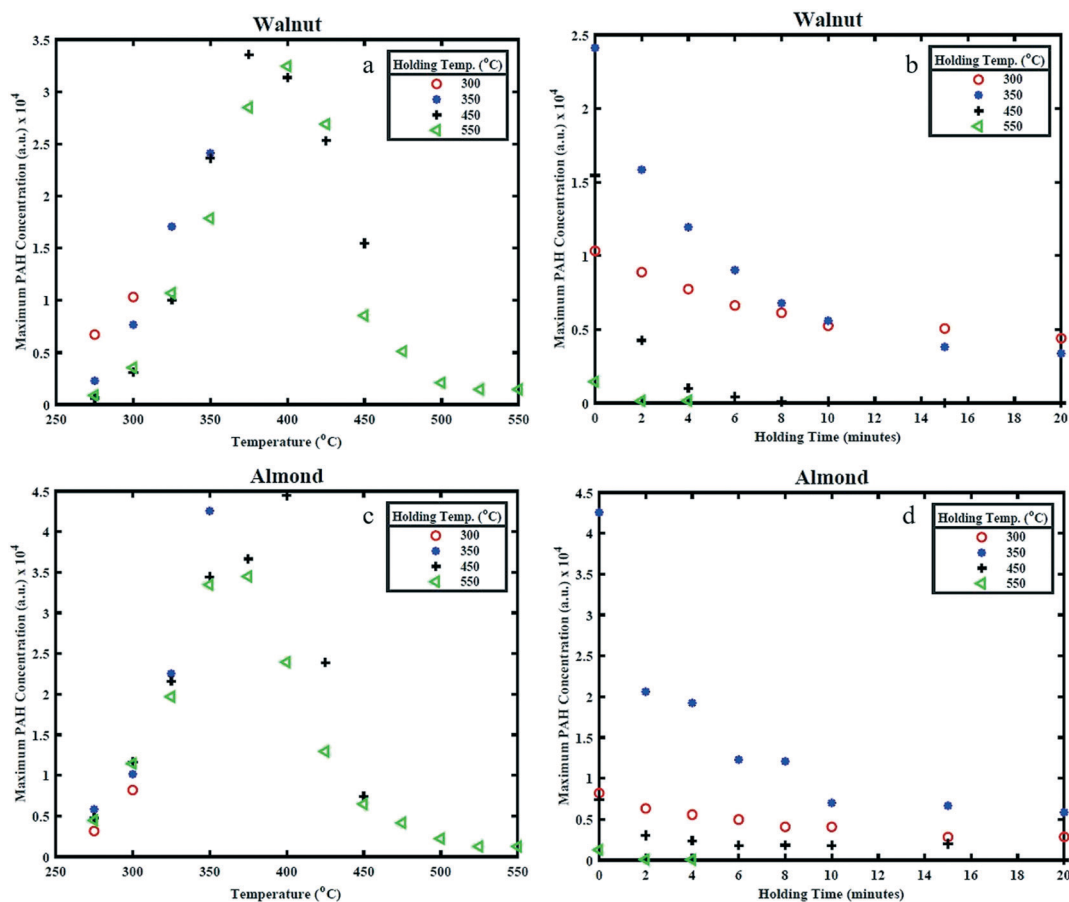 Walnut
a
Holding Temp. (°C)
300
350
450
550
3.5
3
2.5
2
1.5
1
0.5
0
Maximum PAH Concentration (a.u.) x 10⁴
250 300 350 400 450 500 550
Temperature (°C)
Walnut
b
Holding Temp. (°C)
300
350
450
550
2.5
2
1.5
1
0.5
0
Maximum PAH Concentration (a.u.) x 10⁴
0 2 4 6 8 10 12 14 16 18 20
Holding Time (minutes)
Almond
c
Holding Temp. (°C)
300
350
450
550
4.5
4
3.5
3
2.5
2
1.5
1
0.5
0
Maximum PAH Concentration (a.u.) x 10⁴
250 300 350 400 450 500 550
Temperature (°C)
Almond
d
Holding Temp. (°C)
300
350
450
550
4.5
4
3.5
3
2.5
2
1.5
1
0.5
0
Maximum PAH Concentration (a.u.) x 10⁴
0 2 4 6 8 10 12 14 16 18 20
Holding Time (minutes)